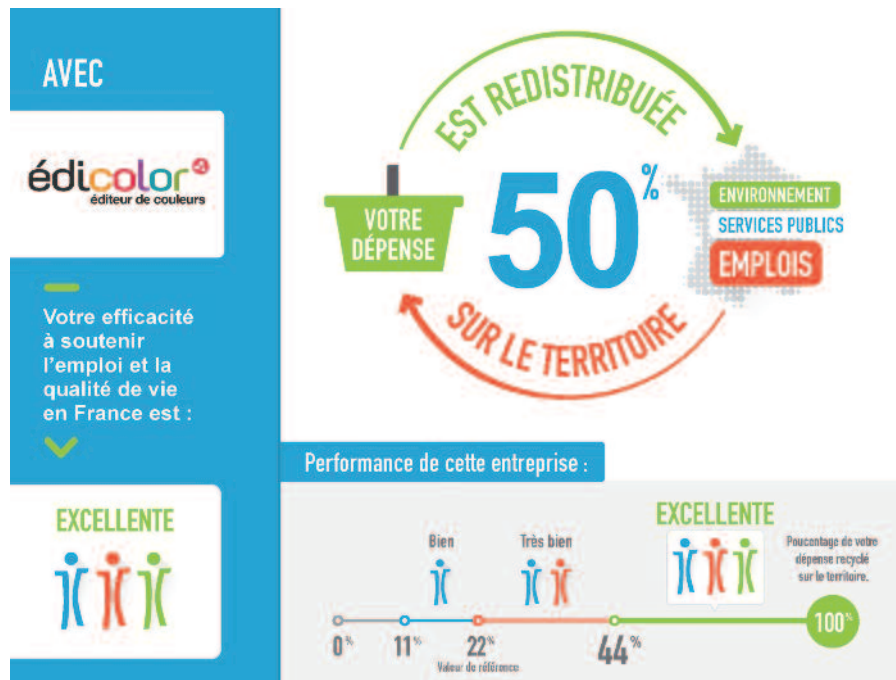 AVEC
édicolor
éditeur de couleurs
Votre efficacité
à soutenir
l'emploi et la
qualité de vie
en France est :
EXCELLENTE
EST REDISTRIBUÉE
VOTRE
DÉPENSE
50%
ENVIRONNEMENT
SERVICES PUBLICS
EMPLOIS
SUR LE TERRITOIRE
Performance de cette entreprise :
Bien
Très bien
EXCELLENTE
Poucentage de votre
dépense recyclé
sur le territoire.
0%
11%
22%
44%
100%
Valeur de référence